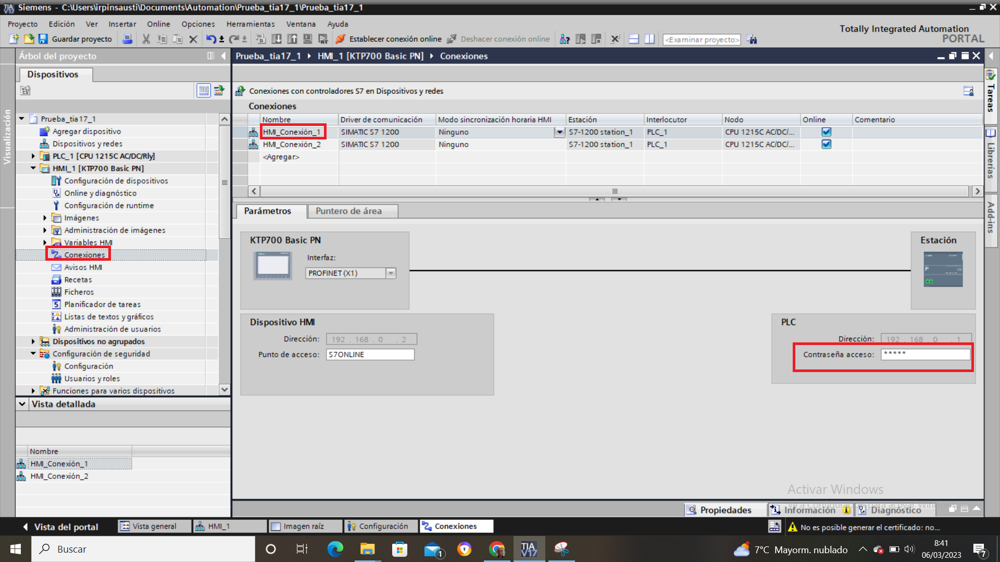 Siemens - C:\Users\irpinsausti\Documents\Automation\Prueba_tia17_1\Prueba_tia17_1
Proyecto Edición Ver Insertar Online Opciones Herramientas Ventana Ayuda
Totally Integrated Automation
PORTAL
Guardar proyecto
Establecer conexión online
Deshacer conexión online
<Examinar proyecto>
Árbol del proyecto
Prueba_tia17_1 HMI_1 [KTP700 Basic PN] Conexiones
Dispositivos
Visualización
Prueba_tia17_1
Agregar dispositivo
Dispositivos y redes
PLC_1 [CPU 1215C AC/DC/Rly]
HMI_1 [KTP700 Basic PN]
Configuración de dispositivos
Online y diagnóstico
Configuración de runtime
Imágenes
Administración de imágenes
Variables HMI
Conexiones
Avisos HMI
Recetas
Ficheros
Planificador de tareas
Listas de textos y gráficos
Administración de usuarios
Dispositivos no agrupados
Configuración de seguridad
Configuración
Usuarios y roles
Funciones para varios dispositivos
Vista detallada
Nombre
HMI_Conexión_1
HMI_Conexión_2
Conexiones con controladores S7 en Dispositivos y redes
Conexiones
Nombre Driver de comunicación Modo sincronización horaria HMI Estación Interlocutor Nodo Online Comentario
HMI_Conexión_1 SIMATIC S7 1200 Ninguno S7-1200 station_1 PLC_1 CPU 1215C AC/DC/...
HMI_Conexión_2 SIMATIC S7 1200 Ninguno S7-1200 station_1 PLC_1 CPU 1215C AC/DC/...
<Agregar>
Parámetros Puntero de área
KTP700 Basic PN
Interfaz:
PROFINET (X1)
Estación
Dispositivo HMI
Dirección: 192 . 168 . 0 . 2
Punto de acceso: S7ONLINE
PLC
Dirección: 192 . 168 . 0 . 1
Contraseña acceso: *****
Tareas
Librerías
Add-ins
Activar Windows
Ve a Configuración para activar Windows
Propiedades Información Diagnóstico
Vista del portal Vista general HMI_1 Imagen raíz Configuración Conexiones
No es posible generar el certificado: no...
Buscar
1
TIA
V17
7°C Mayorm. nublado
8:41
06/03/2023
7